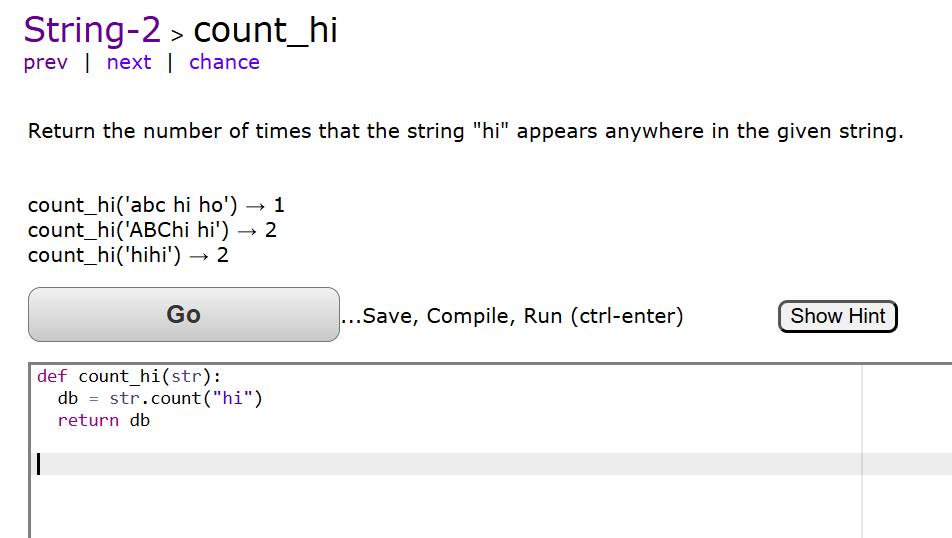 String-2 > count_hi
prev | next | chance
Return the number of times that the string "hi" appears anywhere in the given string.
count_hi('abc hi ho') → 1
count_hi('ABChi hi') → 2
count_hi('hihi') → 2
Go ...Save, Compile, Run (ctrl-enter) Show Hint
def count_hi(str):
  db = str.count("hi")
  return db